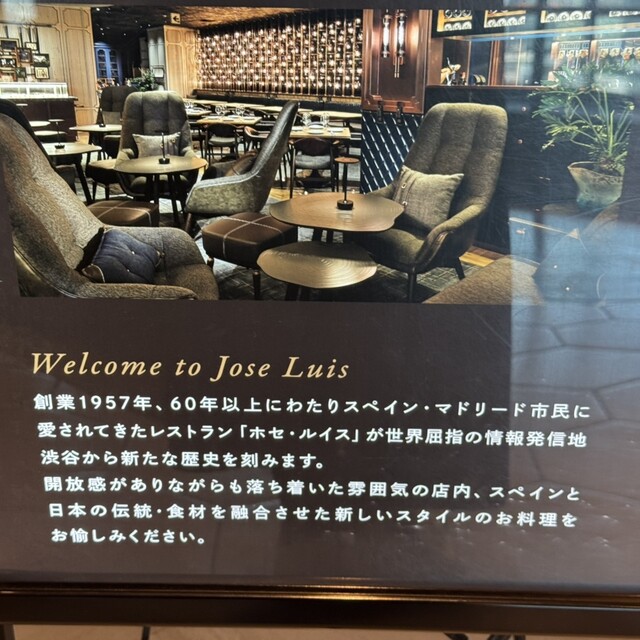 Welcome to Jose Luis
創業1957年、60年以上にわたりスペイン・マドリード市民に
愛されてきたレストラン「ホセ・ルイス」が世界屈指の情報発信地
渋谷から新たな歴史を刻みます。
開放感がありながらも落ち着いた雰囲気の店内、スペインと
日本の伝統・食材を融合させた新しいスタイルのお料理を
お愉しみください。